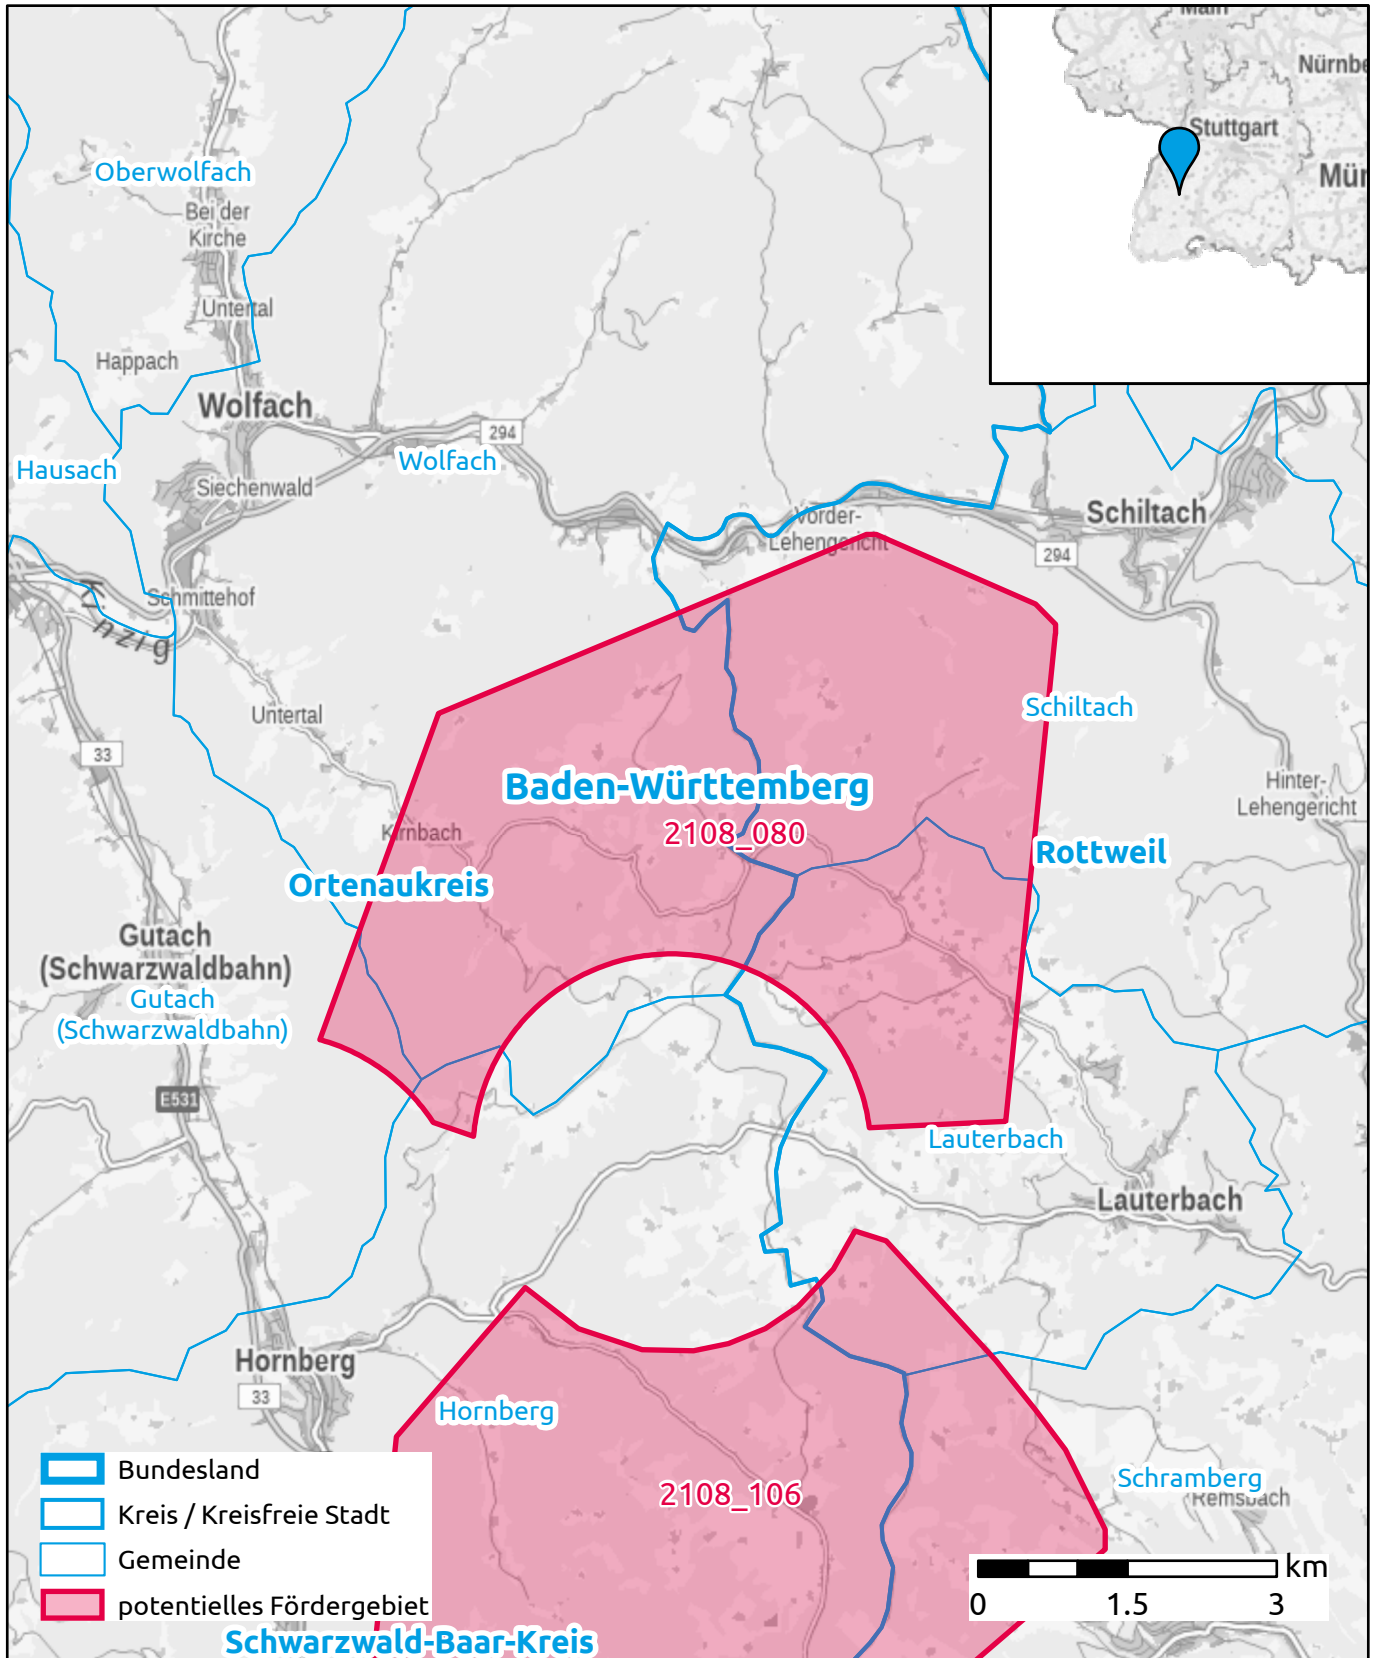 Main
Nürnbe
Stuttgart
Mün
Oberwolfach
Bei der
Kirche
Untertal
Happach
Wolfach
294
Wolfach
Hausach
Siechenwald
Schiltach
Vorder-
Lehengericht
294
Schmittehof
Kinzig
Untertal
Schiltach
33
Baden-Württemberg
Hinter-
Lehengericht
Kirnbach
2108_080
Rottweil
Ortenaukreis
Gutach
(Schwarzwaldbahn)
Gutach
(Schwarzwaldbahn)
E531
Lauterbach
Lauterbach
Hornberg
33
Hornberg
Schramberg
Remsbach
2108_106
Bundesland
Kreis / Kreisfreie Stadt
Gemeinde
potentielles Fördergebiet
km
0 1.5 3
Schwarzwald-Baar-Kreis